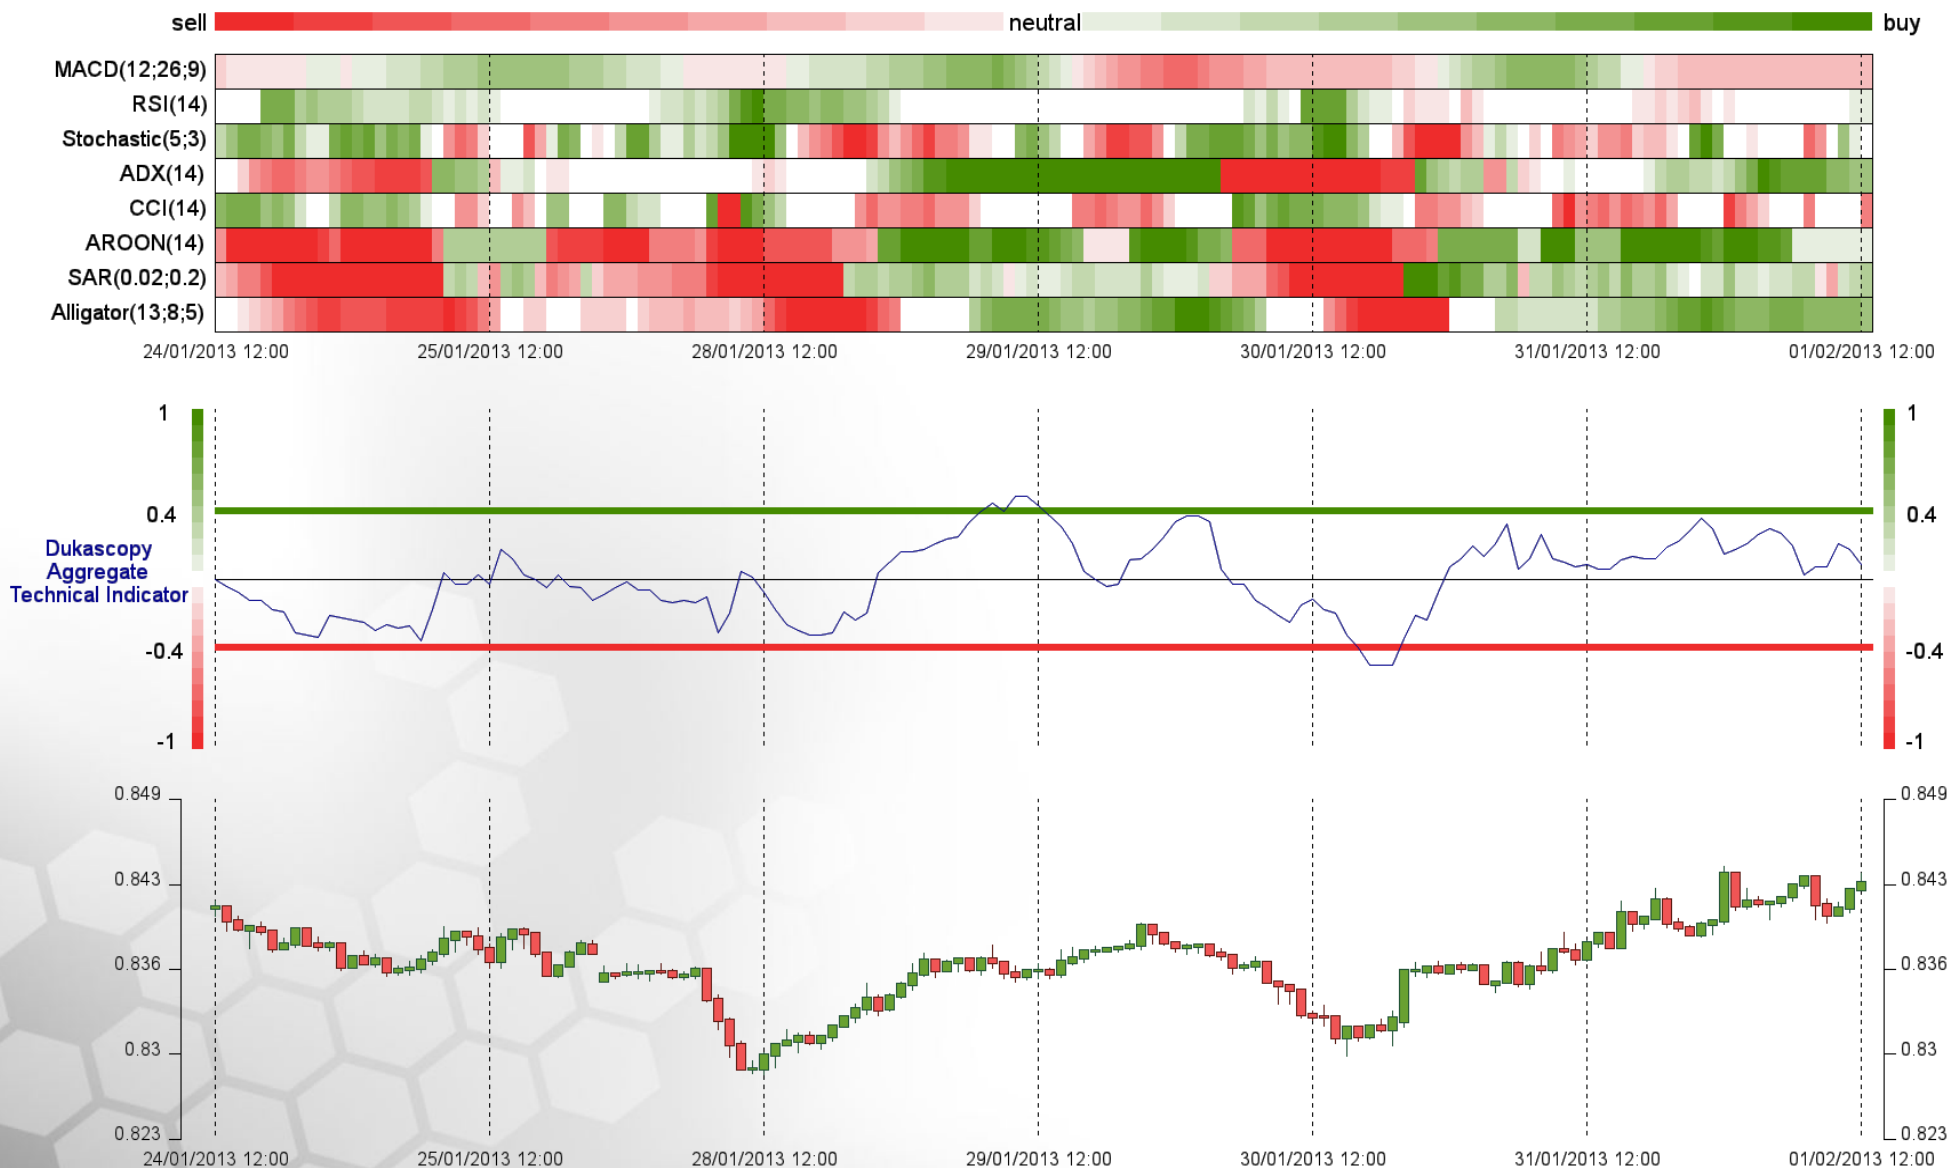 sell neutral buy
MACD(12;26;9)
RSI(14)
Stochastic(5;3)
ADX(14)
CCI(14)
AROON(14)
SAR(0.02;0.2)
Alligator(13;8;5)
24/01/2013 12:00 25/01/2013 12:00 28/01/2013 12:00 29/01/2013 12:00 30/01/2013 12:00 31/01/2013 12:00 01/02/2013 12:00
1 1
0.4 0.4
Dukascopy
Aggregate
Technical Indicator
-0.4 -0.4
-1 -1
0.849 0.849
0.843 0.843
0.836 0.836
0.83 0.83
0.823 0.823
24/01/2013 12:00 25/01/2013 12:00 28/01/2013 12:00 29/01/2013 12:00 30/01/2013 12:00 31/01/2013 12:00 01/02/2013 12:00